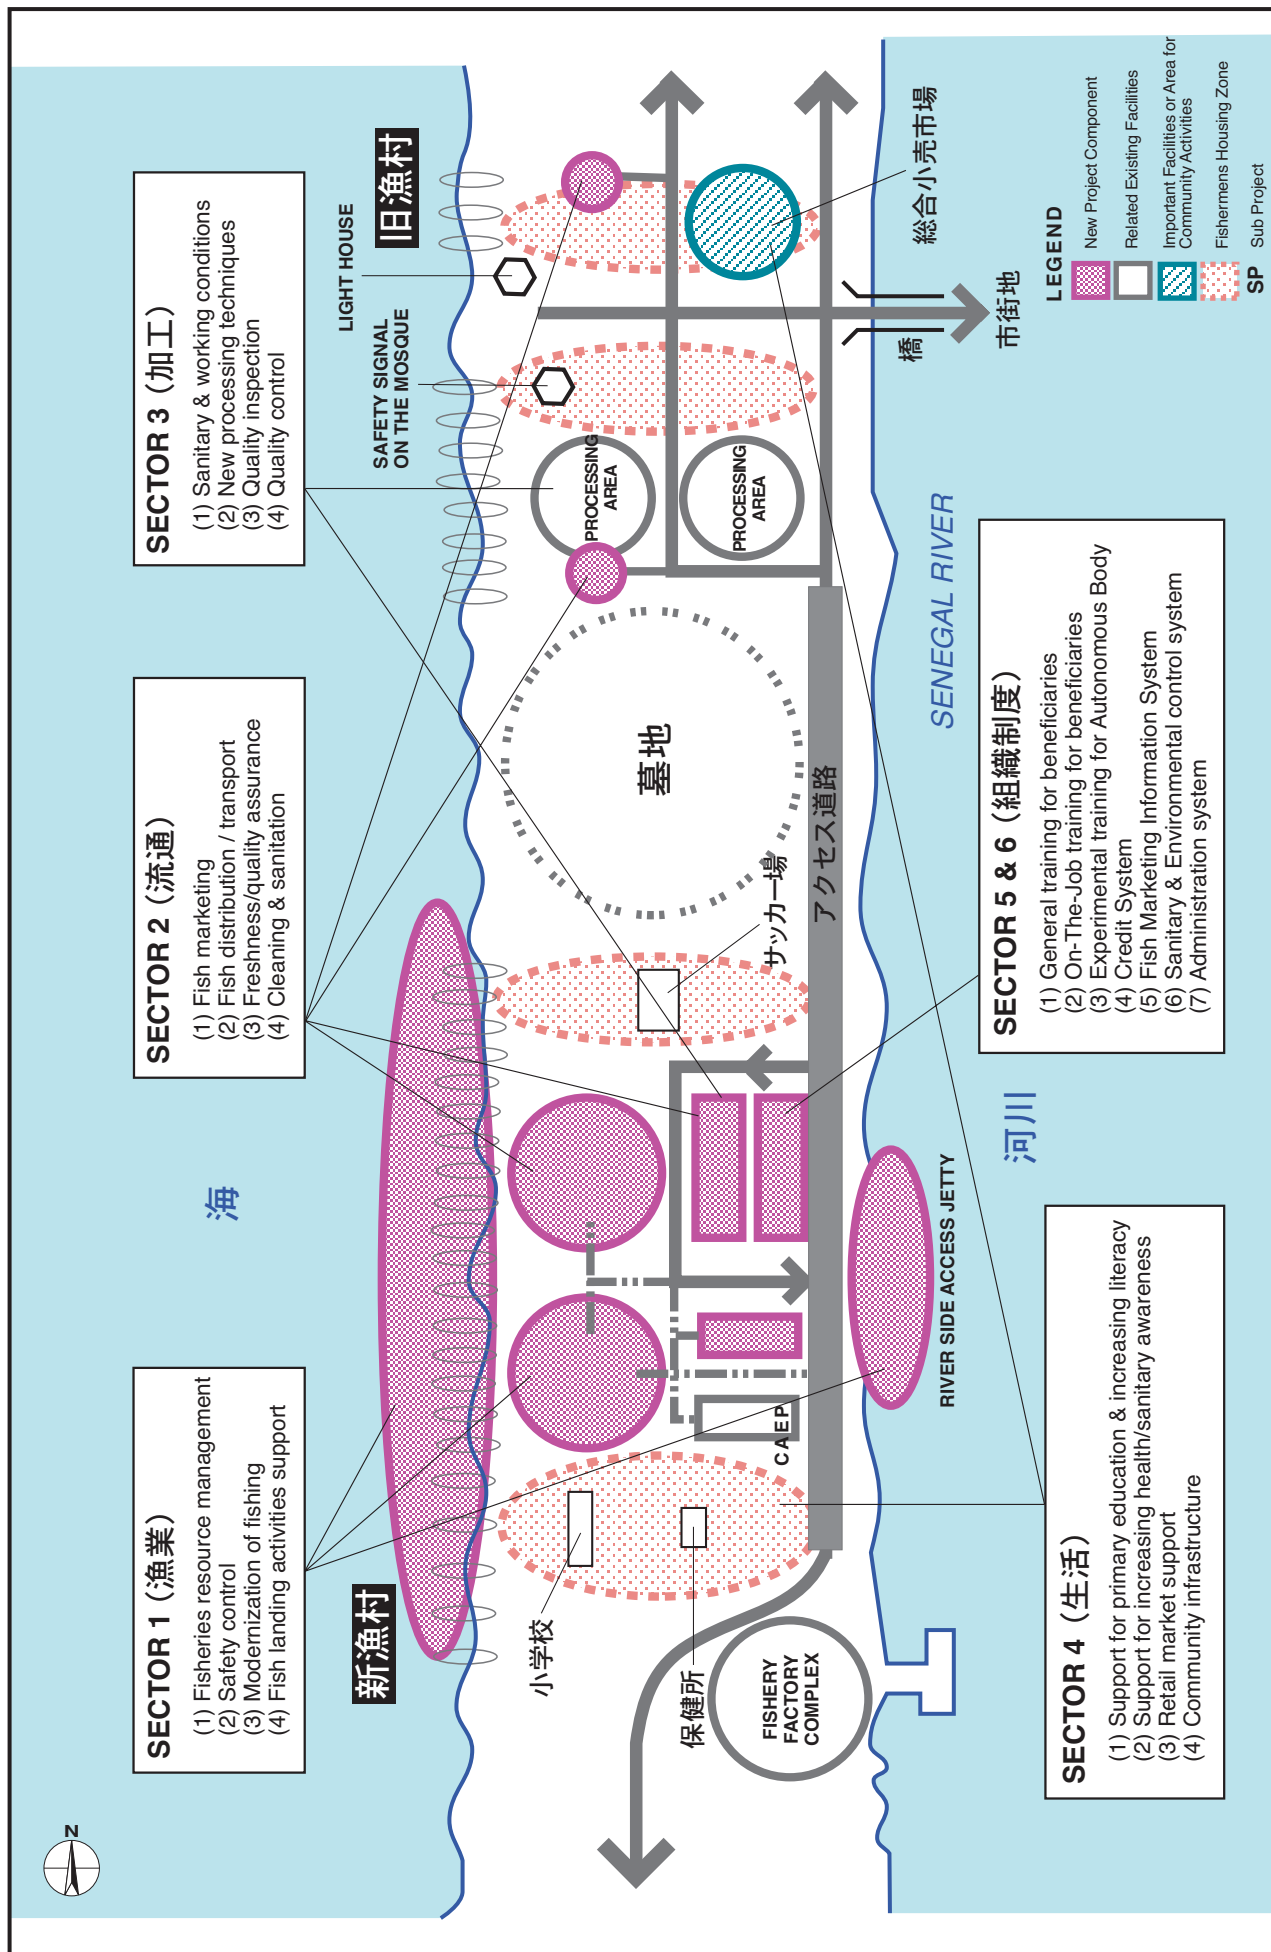 N
SECTOR 1 (漁業)
(1) Fisheries resource management
(2) Safety control
(3) Modernization of fishing
(4) Fish landing activities support
SECTOR 2 (流通)
(1) Fish marketing
(2) Fish distribution / transport
(3) Freshness/quality assurance
(4) Cleaning & sanitation
SECTOR 3 (加工)
(1) Sanitary & working conditions
(2) New processing techniques
(3) Quality inspection
(4) Quality control
海
新漁村
旧漁村
LIGHT HOUSE
SAFETY SIGNAL
ON THE MOSQUE
小学校
保健所
FISHERY
FACTORY
COMPLEX
CAEP
サッカー場
墓地
PROCESSING
AREA
PROCESSING
AREA
アクセス道路
RIVER SIDE ACCESS JETTY
河川
SENEGAL RIVER
橋
市街地
総合小売市場
SECTOR 4 (生活)
(1) Support for primary education & increasing literacy
(2) Support for increasing health/sanitary awareness
(3) Retail market support
(4) Community infrastructure
SECTOR 5 & 6 (組織制度)
(1) General training for beneficiaries
(2) On-The-Job training for beneficiaries
(3) Experimental training for Autonomous Body
(4) Credit System
(5) Fish Marketing Information System
(6) Sanitary & Environmental control system
(7) Administration system
LEGEND
New Project Component
Related Existing Facilities
Important Facilities or Area for
Community Activities
Fishermens Housing Zone
SP Sub Project